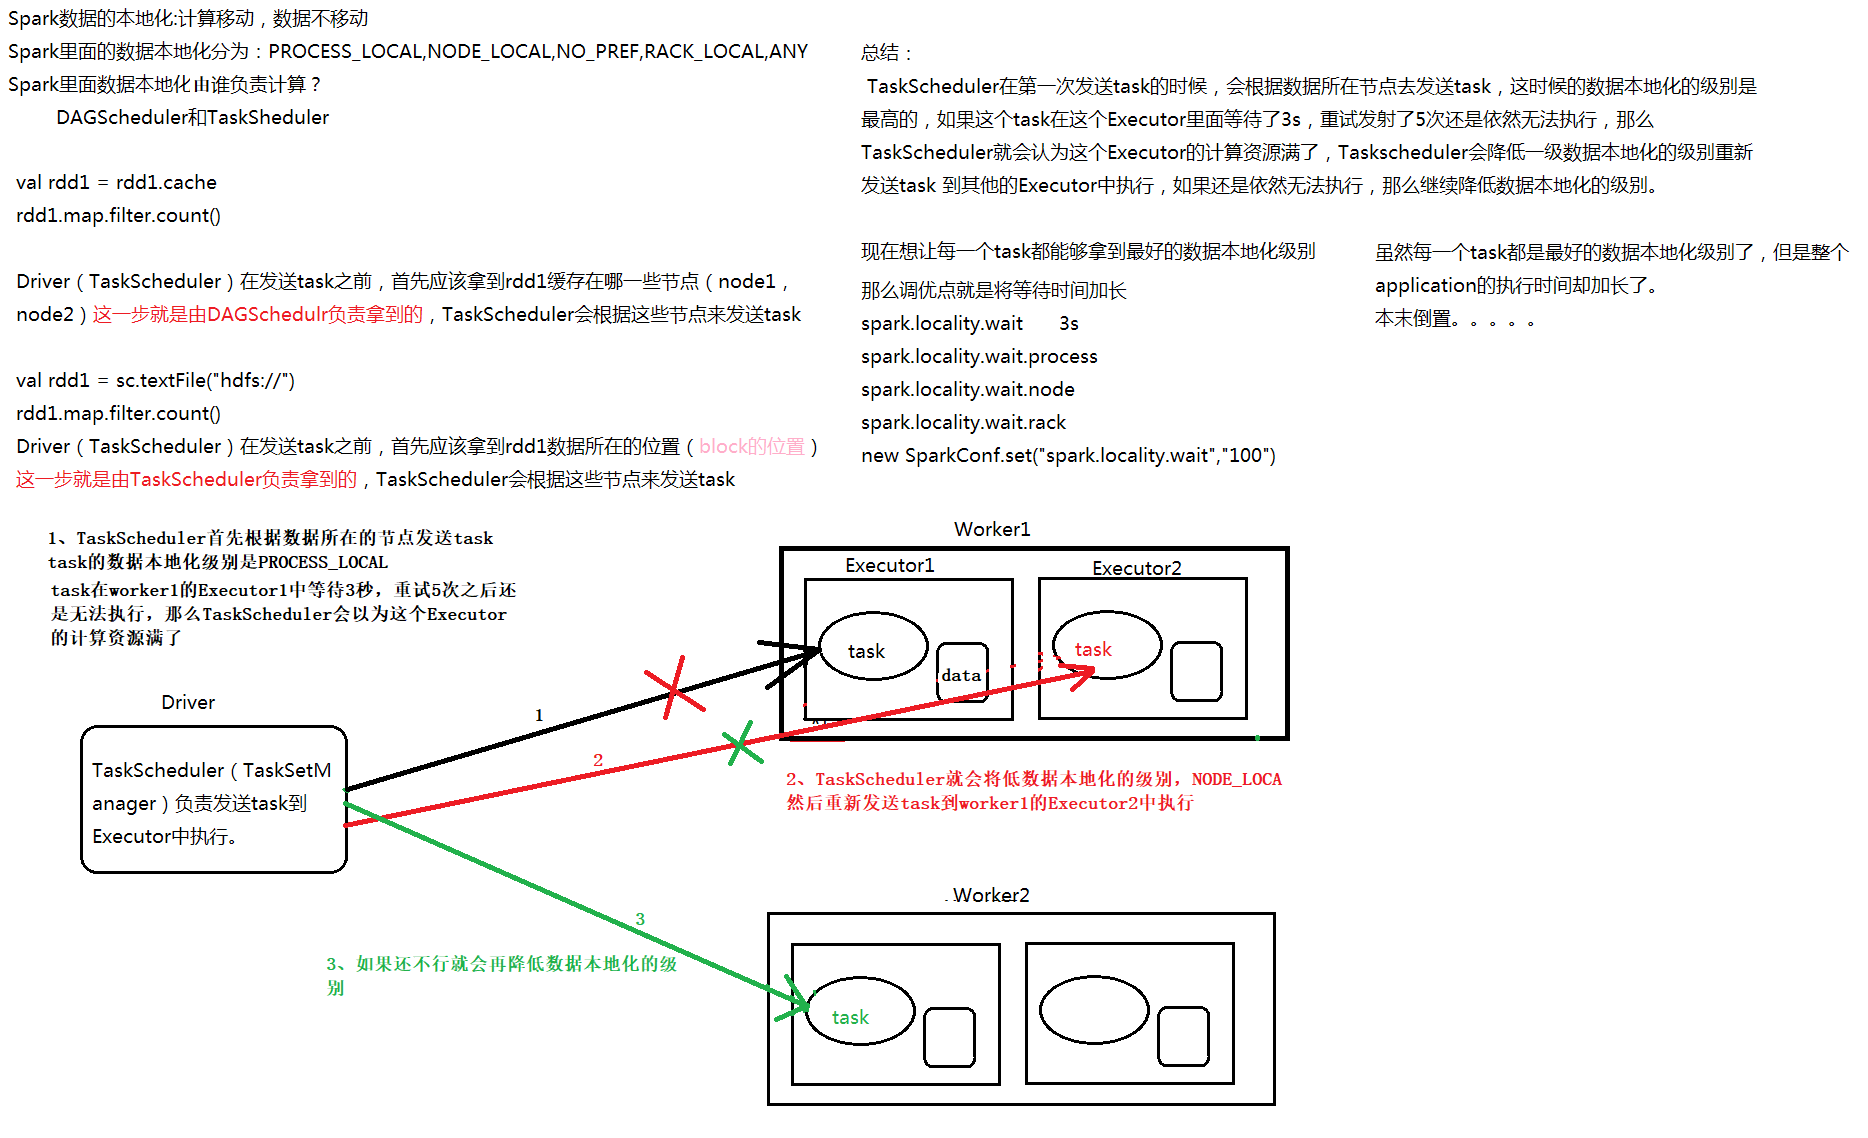 Spark数据的本地化:计算移动，数据不移动
Spark里面的数据本地化分为：PROCESS_LOCAL,NODE_LOCAL,NO_PREF,RACK_LOCAL,ANY
Spark里面数据本地化由谁负责计算？
DAGScheduler和TaskSheduler
val rdd1 = rdd1.cache
rdd1.map.filter.count()
Driver（TaskScheduler）在发送task之前，首先应该拿到rdd1缓存在哪一些节点（node1，
node2）这一步就是由DAGSchedulr负责拿到的，TaskScheduler会根据这些节点来发送task
val rdd1 = sc.textFile("hdfs://")
rdd1.map.filter.count()
Driver（TaskScheduler）在发送task之前，首先应该拿到rdd1数据所在的位置（block的位置）
这一步就是由TaskScheduler负责拿到的，TaskScheduler会根据这些节点来发送task
总结：
TaskScheduler在第一次发送task的时候，会根据数据所在节点去发送task，这时候的数据本地化的级别是
最高的，如果这个task在这个Executor里面等待了3s，重试发射了5次还是依然无法执行，那么
TaskScheduler就会认为这个Executor的计算资源满了，Taskscheduler会降低一级数据本地化的级别重新
发送task 到其他的Executor中执行，如果还是依然无法执行，那么继续降低数据本地化的级别。
现在想让每一个task都能够拿到最好的数据本地化级别
那么调优点就是将等待时间加长
spark.locality.wait 3s
spark.locality.wait.process
spark.locality.wait.node
spark.locality.wait.rack
new SparkConf.set("spark.locality.wait","100")
虽然每一个task都是最好的数据本地化级别了，但是整个
application的执行时间却加长了。
本末倒置。。。。。
1、TaskScheduler首先根据数据所在的节点发送task
task的数据本地化级别是PROCESS_LOCAL
task在worker1的Executor1中等待3秒，重试5次之后还
是无法执行，那么TaskScheduler会以为这个Executor
的计算资源满了
Worker1
Executor1
Executor2
task
data
task
Driver
TaskScheduler（TaskSetM
anager）负责发送task到
Executor中执行。
1
2
3
2、TaskScheduler就会将低数据本地化的级别，NODE_LOCA
然后重新发送task到worker1的Executor2中执行
3、如果还不行就会再降低数据本地化的级
别
Worker2
task